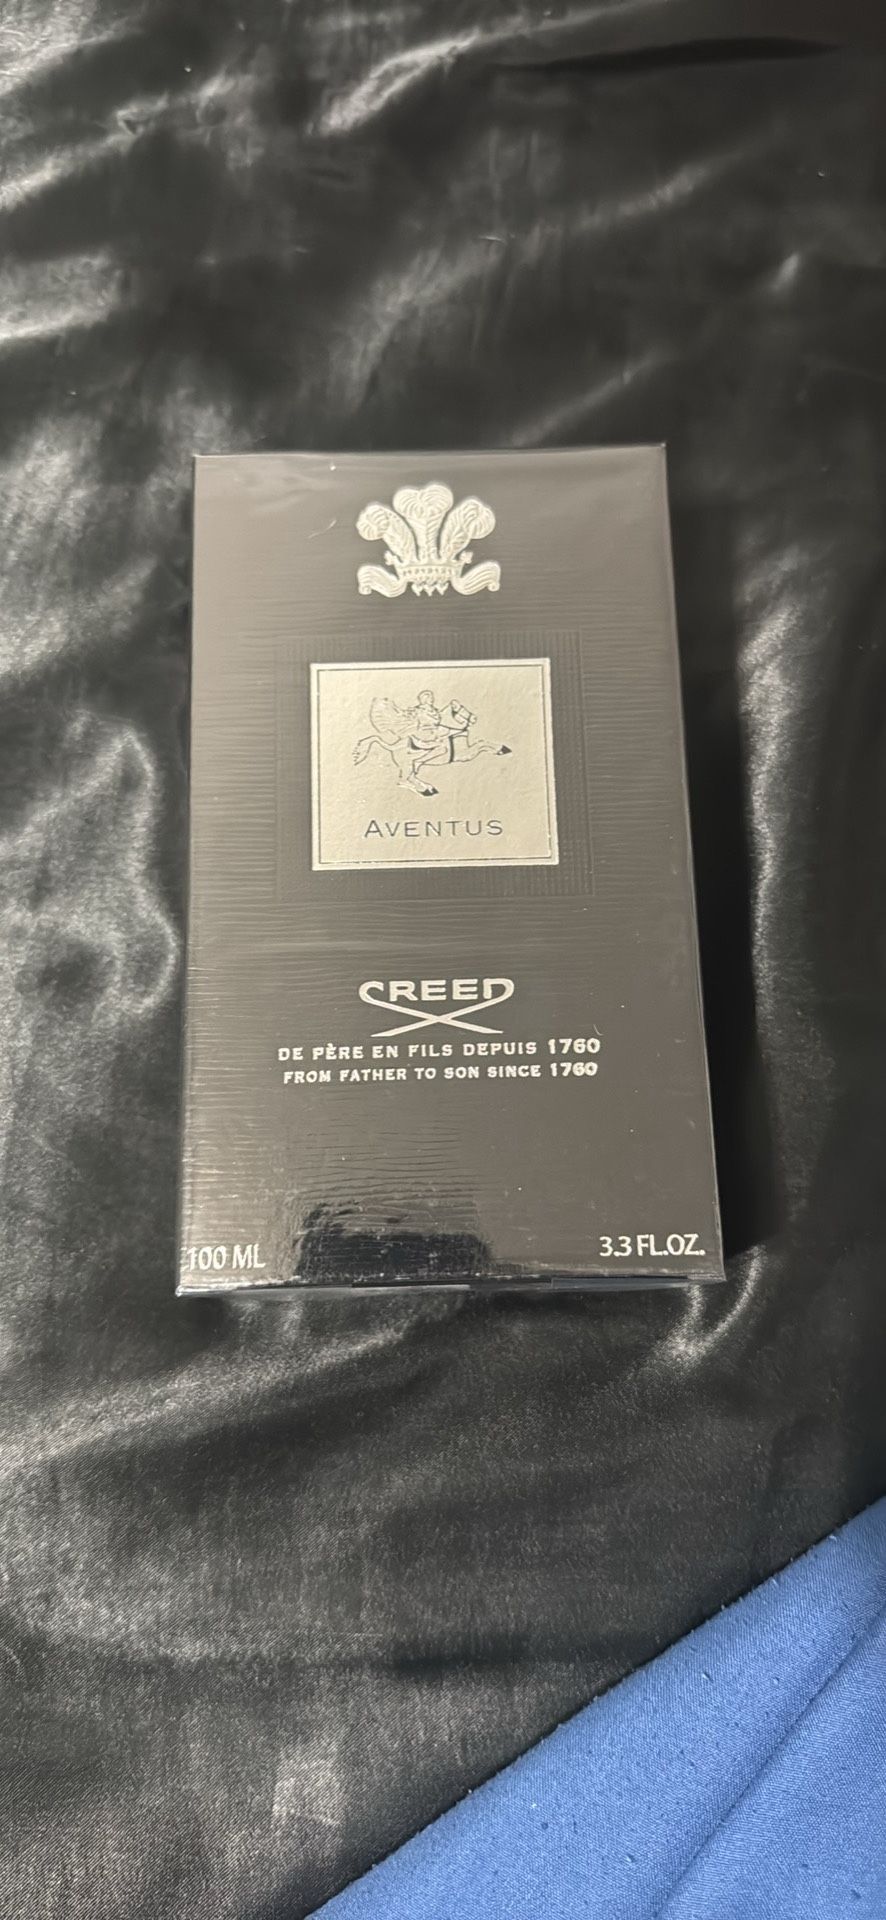 AVENTUS
CREED
DE PÈRE EN FILS DEPUIS 1760
FROM FATHER TO SON SINCE 1760
100 ML
3.3 FL.OZ.